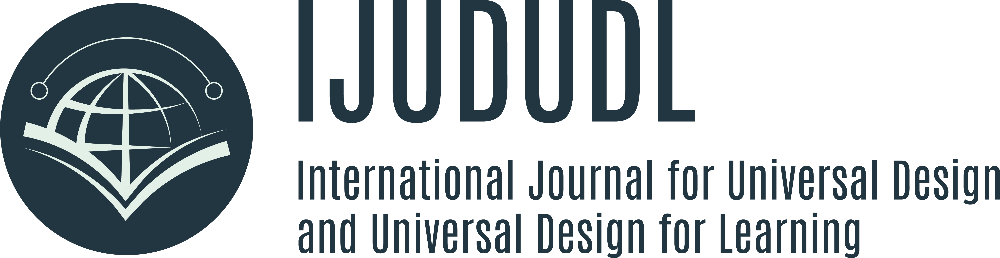 IJUDUDL
International Journal for Universal Design
and Universal Design for Learning